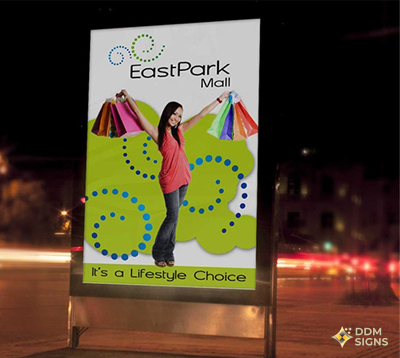 EastPark
Mall
It's a Lifestyle Choice
DDM
SIGNS